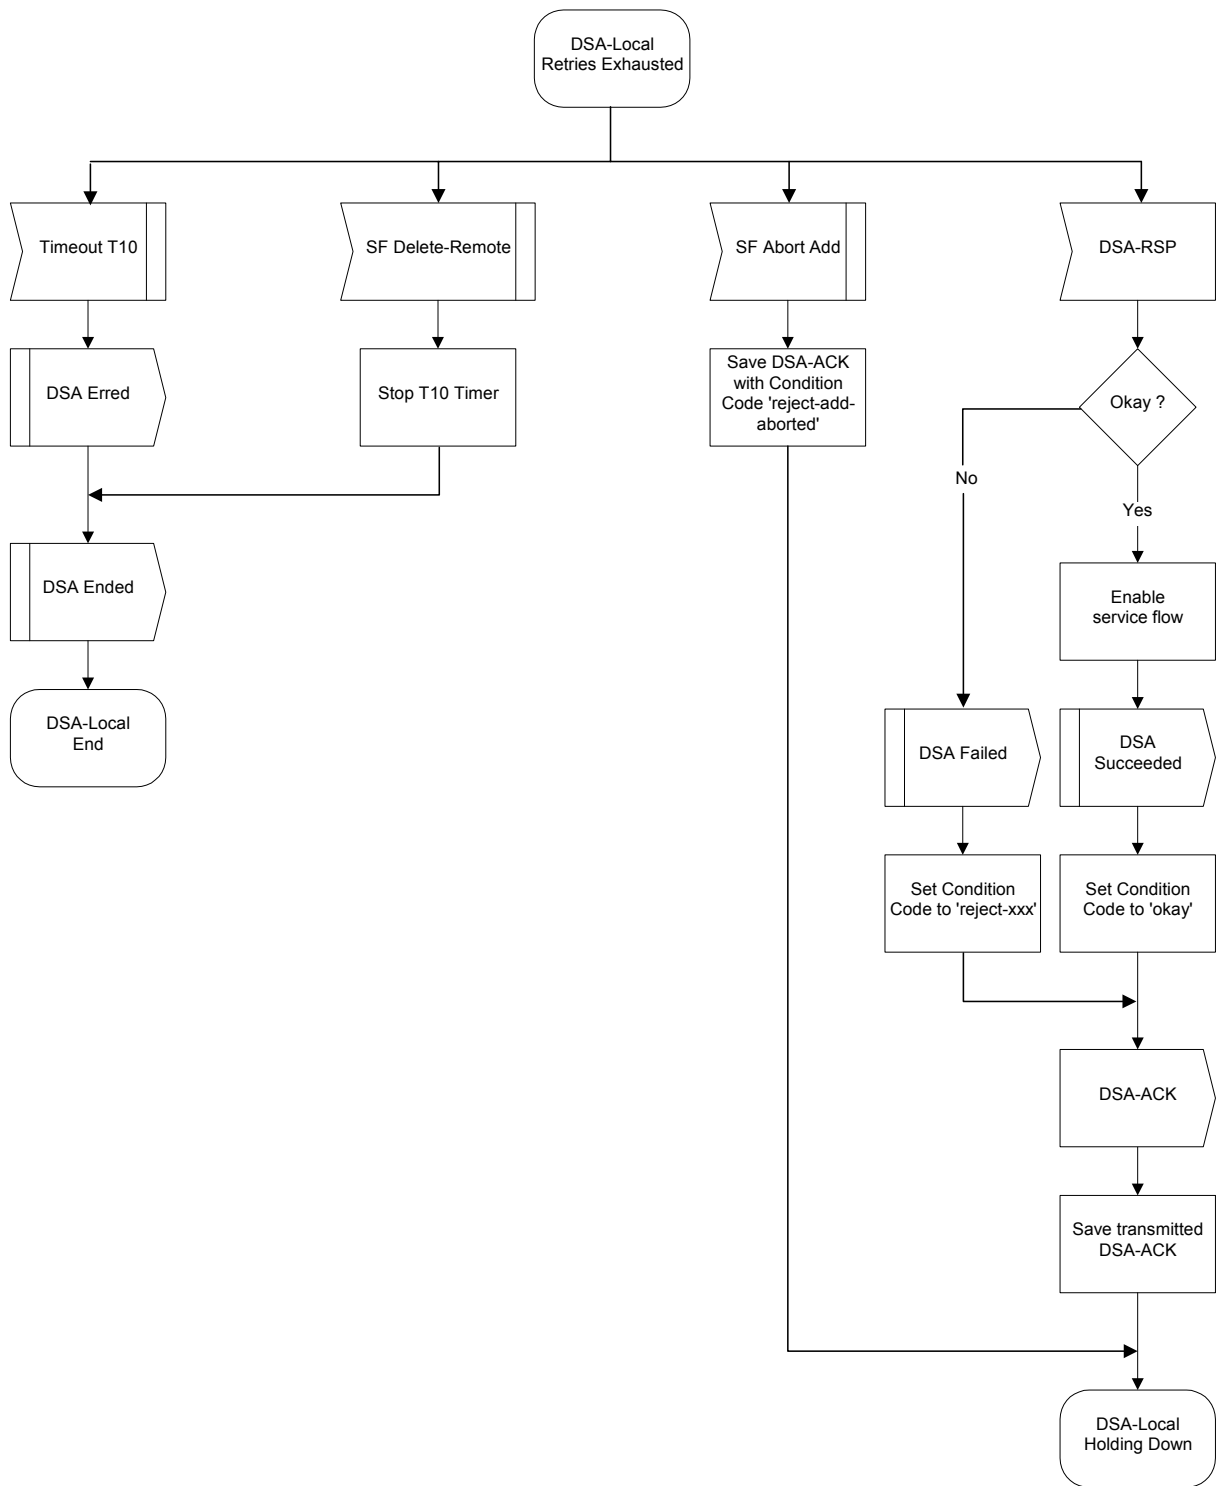 DSA-Local
Retries Exhausted
Timeout T10
SF Delete-Remote
SF Abort Add
DSA-RSP
DSA Erred
Stop T10 Timer
Save DSA-ACK
with Condition
Code 'reject-add-
aborted'
Okay ?
No
Yes
DSA Ended
Enable
service flow
DSA-Local
End
DSA Failed
DSA
Succeeded
Set Condition
Code to 'reject-xxx'
Set Condition
Code to 'okay'
DSA-ACK
Save transmitted
DSA-ACK
DSA-Local
Holding Down